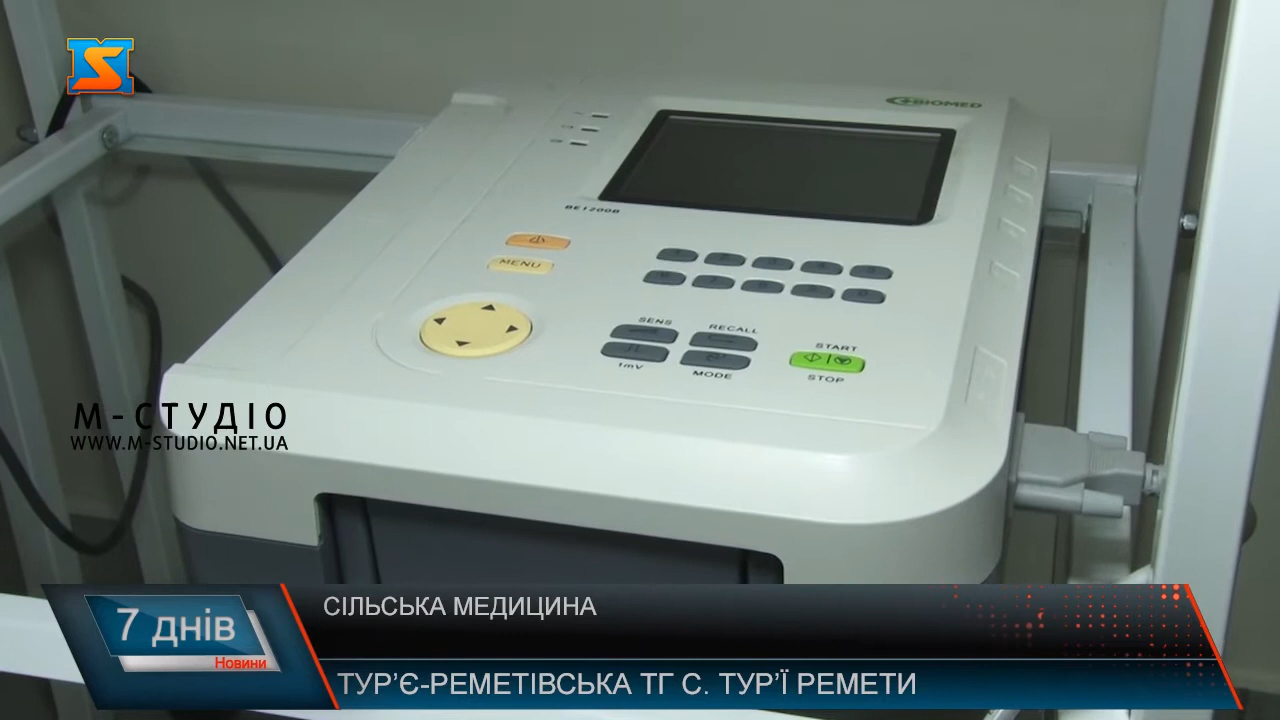 BIOMED
BE1200B
MENU
SENS
RECALL
1mV
MODE
START
STOP
М-СТУДІО
WWW.M-STUDIO.NET.UA
7 днів
Новини
СІЛЬСЬКА МЕДИЦИНА
ТУР’Є-РЕМЕТІВСЬКА ТГ С. ТУР’Ї РЕМЕТИ